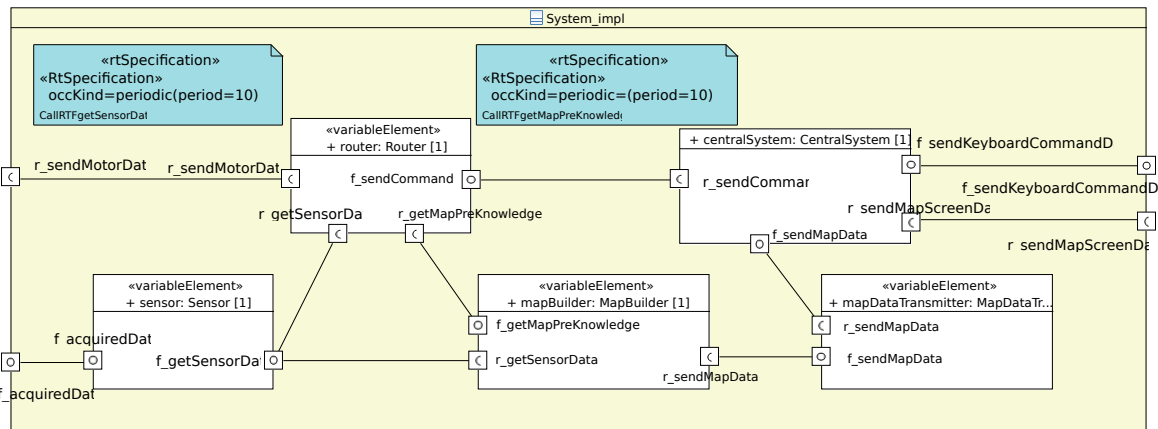 System_impl
«rtSpecification»
«RtSpecification»
occKind=periodic(period=10)
CallRTFgetSensorDat
«rtSpecification»
«RtSpecification»
occKind=periodic=(period=10)
CallRTFgetMapPreKnowledg
«variableElement»
+ router: Router [1]
+ centralSystem: CentralSystem [1]
f_sendKeyboardCommandD
r_sendMotorDat
r_sendMotorDat
f_sendCommand
r_sendCommar
f_sendKeyboardCommandD
r_getSensorDa
r_getMapPreKnowledge
r_sendMapScreenDa
f_sendMapData
r_sendMapScreenDa
«variableElement»
+ sensor: Sensor [1]
«variableElement»
+ mapBuilder: MapBuilder [1]
«variableElement»
+ mapDataTransmitter: MapDataTr...
f_acquiredDat
f_getMapPreKnowledge
r_sendMapData
f_getSensorDat
r_getSensorData
f_sendMapData
r_sendMapData
f_acquiredDat